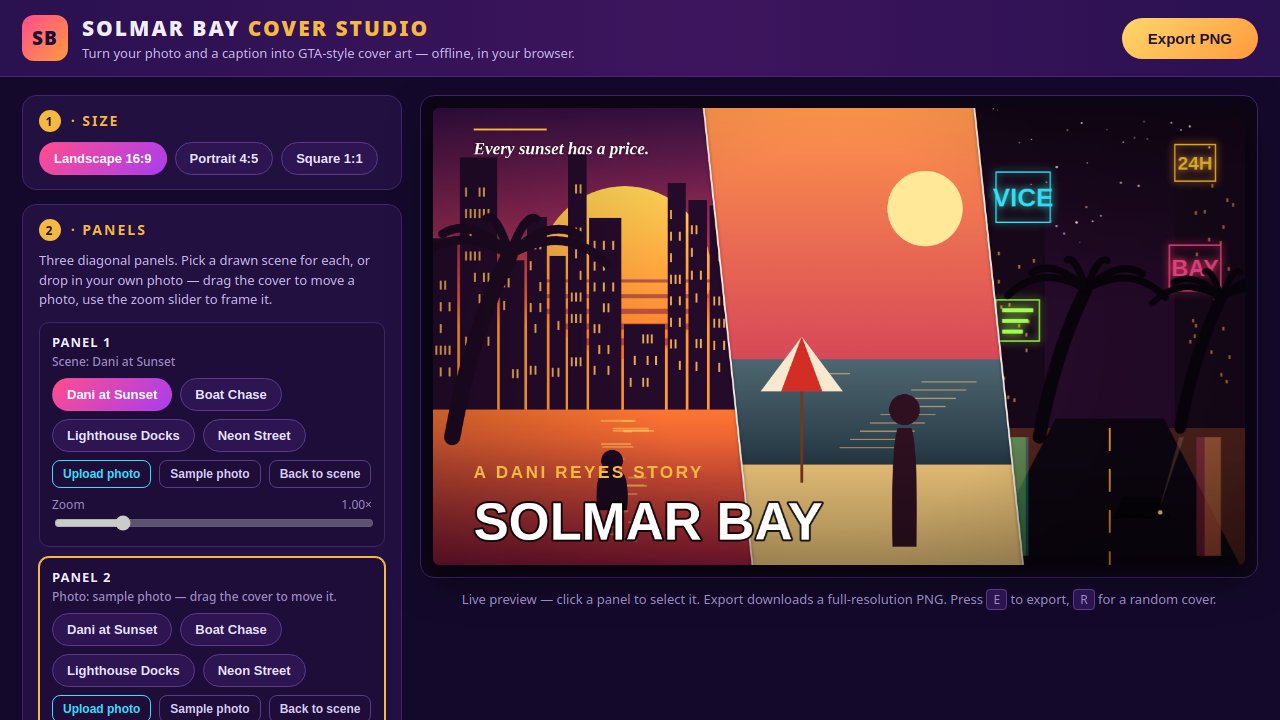 SB
SOLMAR BAY COVER STUDIO
Turn your photo and a caption into GTA-style cover art — offline, in your browser.
Export PNG
1 · SIZE
Landscape 16:9
Portrait 4:5
Square 1:1
2 · PANELS
Three diagonal panels. Pick a drawn scene for each, or
drop in your own photo — drag the cover to move a
photo, use the zoom slider to frame it.
PANEL 1
Scene: Dani at Sunset
Dani at Sunset
Boat Chase
Lighthouse Docks
Neon Street
Upload photo
Sample photo
Back to scene
Zoom
1.00×
PANEL 2
Photo: sample photo — drag the cover to move it.
Dani at Sunset
Boat Chase
Lighthouse Docks
Neon Street
Upload photo
Sample photo
Back to scene
Every sunset has a price.
VICE
24H
BAY
A DANI REYES STORY
SOLMAR BAY
Live preview — click a panel to select it. Export downloads a full-resolution PNG. Press E to export, R for a random cover.